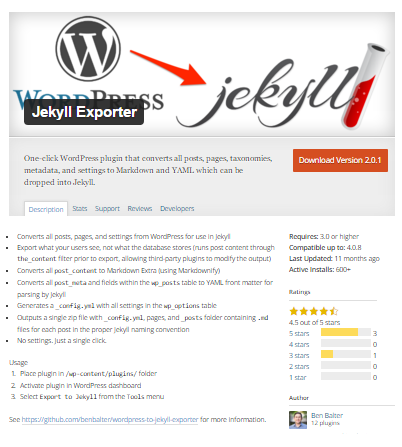 WORDPRESS
jekyll
Jekyll Exporter
One-click WordPress plugin that converts all posts, pages, taxonomies,
metadata, and settings to Markdown and YAML which can be
dropped into Jekyll.
Download Version 2.0.1
Description Stats Support Reviews Developers
Converts all posts, pages, and settings from WordPress for use in Jekyll
Export what your users see, not what the database stores (runs post content through
the_content filter prior to export, allowing third-party plugins to modify the output)
Converts all post_content to Markdown Extra (using Markdownify)
Converts all post_meta and fields within the wp_posts table to YAML front matter for
parsing by Jekyll
Generates a _config.yml with all settings in the wp_options table
Outputs a single zip file with _config.yml, pages, and _posts folder containing .md
files for each post in the proper Jekyll naming convention
No settings. Just a single click.
Usage
1. Place plugin in /wp-content/plugins/ folder
2. Activate plugin in WordPress dashboard
3. Select Export to Jekyll from the Tools menu
See https://github.com/benbalter/wordpress-to-jekyll-exporter for more information.
Requires: 3.0 or higher
Compatible up to: 4.0.8
Last Updated: 11 months ago
Active Installs: 600+
Ratings
4.5 out of 5 stars
5 stars 3
4 stars 0
3 stars 1
2 stars 0
1 star 0
Author
Ben Balter
12 plugins